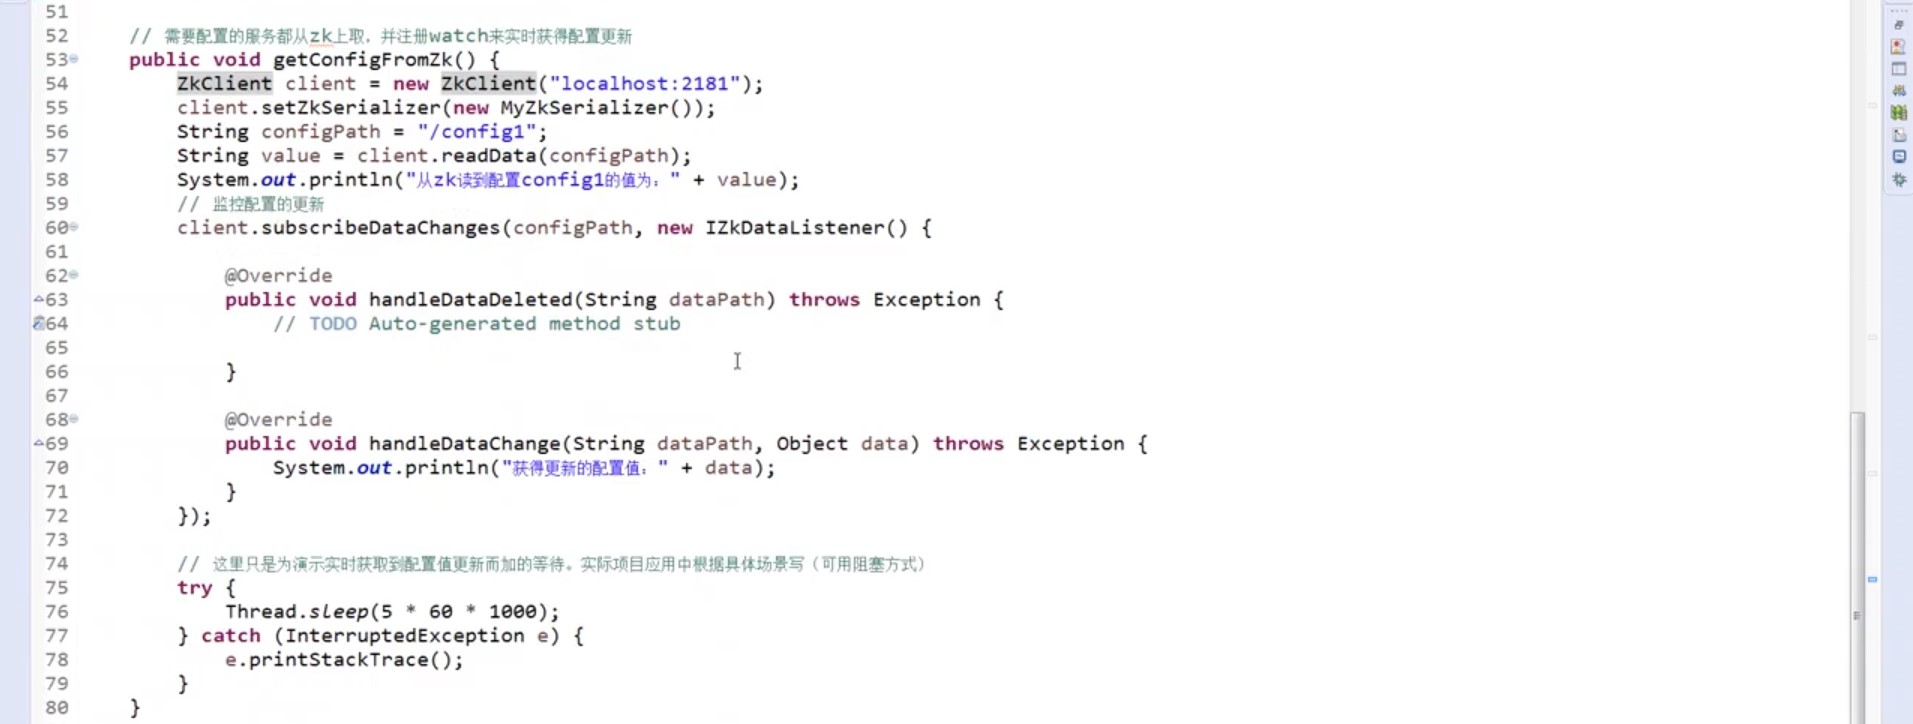 51
52 // 需要配置的服务都从zk上取，并注册watch来实时获得配置更新
53 public void getConfigFromZk() {
54 ZkClient client = new ZkClient("localhost:2181");
55 client.setZkSerializer(new MyZkSerializer());
56 String configPath = "/config1";
57 String value = client.readData(configPath);
58 System.out.println("从zk读到配置config1的值为：" + value);
59 // 监控配置的更新
60 client.subscribeDataChanges(configPath, new IZkDataListener() {
61
62 @Override
63 public void handleDataDeleted(String dataPath) throws Exception {
64 // TODO Auto-generated method stub
65
66 }
67
68 @Override
69 public void handleDataChange(String dataPath, Object data) throws Exception {
70 System.out.println("获得更新的配置值：" + data);
71 }
72 });
73
74 // 这里只是为演示实时获取到配置值更新而加的等待。实际项目应用中根据具体场景写（可用阻塞方式）
75 try {
76 Thread.sleep(5 * 60 * 1000);
77 } catch (InterruptedException e) {
78 e.printStackTrace();
79 }
80 }